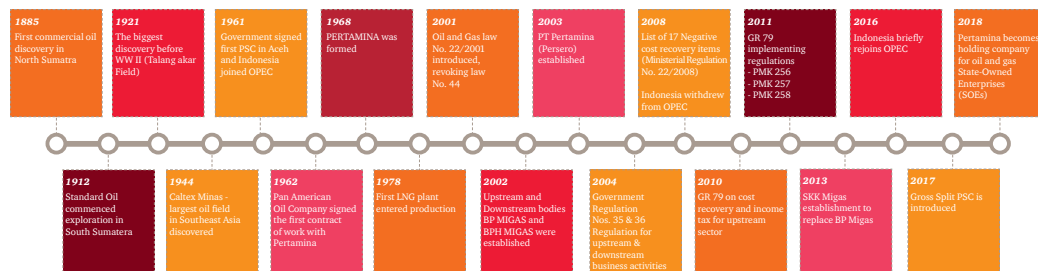 1885
First commercial oil
discovery in
North Sumatra
1921
The biggest
discovery before
WW II (Talang akar
Field)
1961
Government signed
first PSC in Aceh
and Indonesia
joined OPEC
1968
PERTAMINA was
formed
2001
Oil and Gas law
No. 22/2001
introduced,
revoking law
No. 44
2003
PT Pertamina
(Persero)
established
2008
List of 17 Negative
cost recovery items
(Ministerial Regulation
No. 22/2008)
Indonesia withdrew
from OPEC
2011
GR 79
implementing
regulations
- PMK 256
- PMK 257
- PMK 258
2016
Indonesia briefly
rejoins OPEC
2018
Pertamina becomes
holding company
for oil and gas
State-Owned
Enterprises
(SOEs)
1912
Standard Oil
commenced
exploration in
South Sumatera
1944
Caltex Minas -
largest oil field
in Southeast Asia
discovered
1962
Pan American
Oil Company signed
the first contract
of work with
Pertamina
1978
First LNG plant
entered production
2002
Upstream and
Downstream bodies
BP MIGAS and
BPH MIGAS were
established
2004
Government
Regulation
Nos. 35 & 36
Regulation for
upstream &
downstream
business activities
2010
GR 79 on cost
recovery and income
tax for upstream
sector
2013
SKK Migas
establishment to
replace BP Migas
2017
Gross Split PSC is
introduced